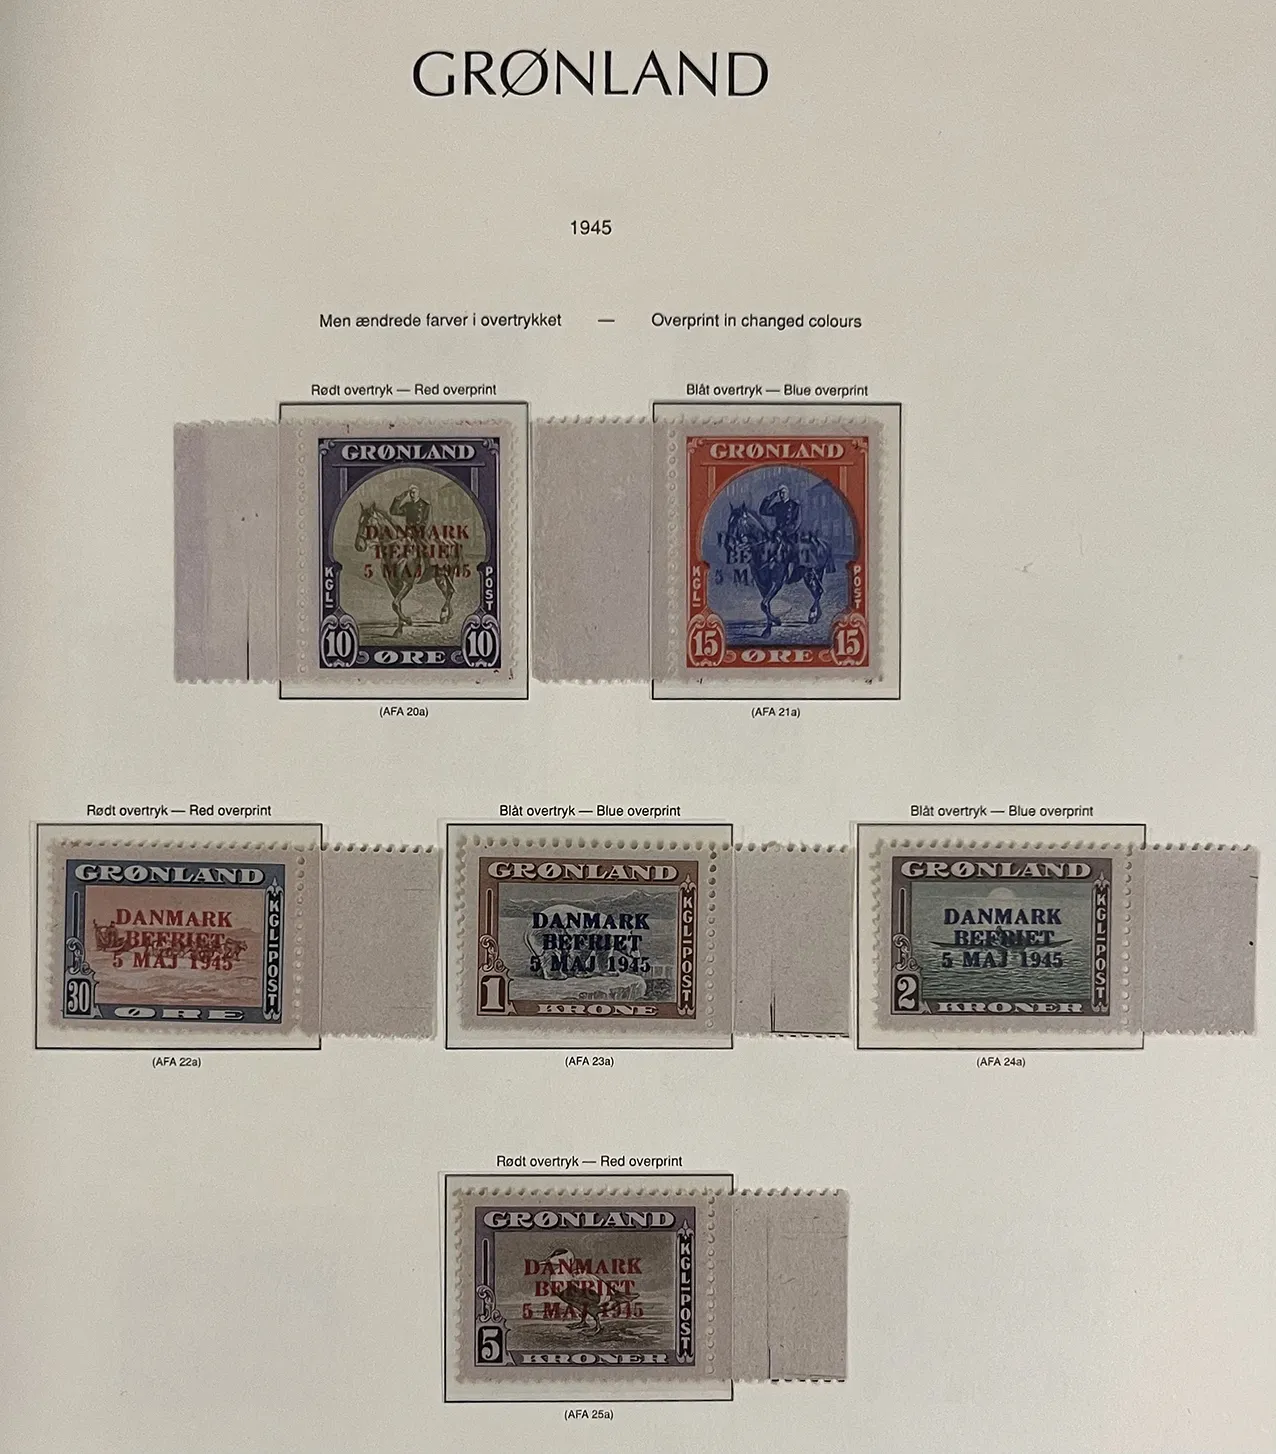 GRØNLAND
1945
Men ændrede farver i overtrykket — Overprint in changed colours
Rødt overtryk — Red overprint
Blåt overtryk — Blue overprint
GRØNLAND
DANMARK
BEFRIET
5 MAJ 1945
KGL-
POST
10 ØRE 10
GRØNLAND
DANMARK
BEFRIET
5 M
KGL-
POST
15 ØRE 15
(AFA 20a)
(AFA 21a)
Rødt overtryk — Red overprint
Blåt overtryk — Blue overprint
Blåt overtryk — Blue overprint
GRØNLAND
DANMARK
BEFRIET
5 MAJ 1945
KGL-POST
30 ØRE
GRØNLAND
DANMARK
BEFRIET
5 MAJ 1945
KGL-POST
1 KRONE
GRØNLAND
DANMARK
BEFRIET
5 MAJ 1945
KGL-POST
2 KRONER
(AFA 22a)
(AFA 23a)
(AFA 24a)
Rødt overtryk — Red overprint
GRØNLAND
DANMARK
BEFRIET
5 MAJ 1945
KGL-POST
5 KRONER
(AFA 25a)